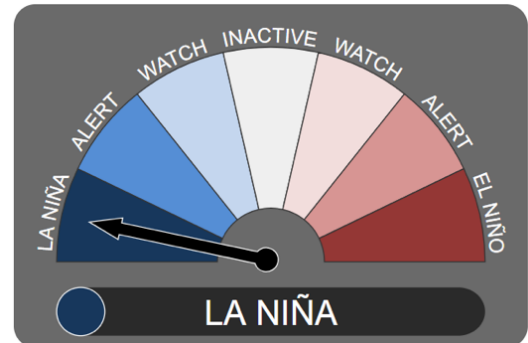 LA NIÑA
ALERT
WATCH
INACTIVE
WATCH
ALERT
EL NIÑO
LA NIÑA